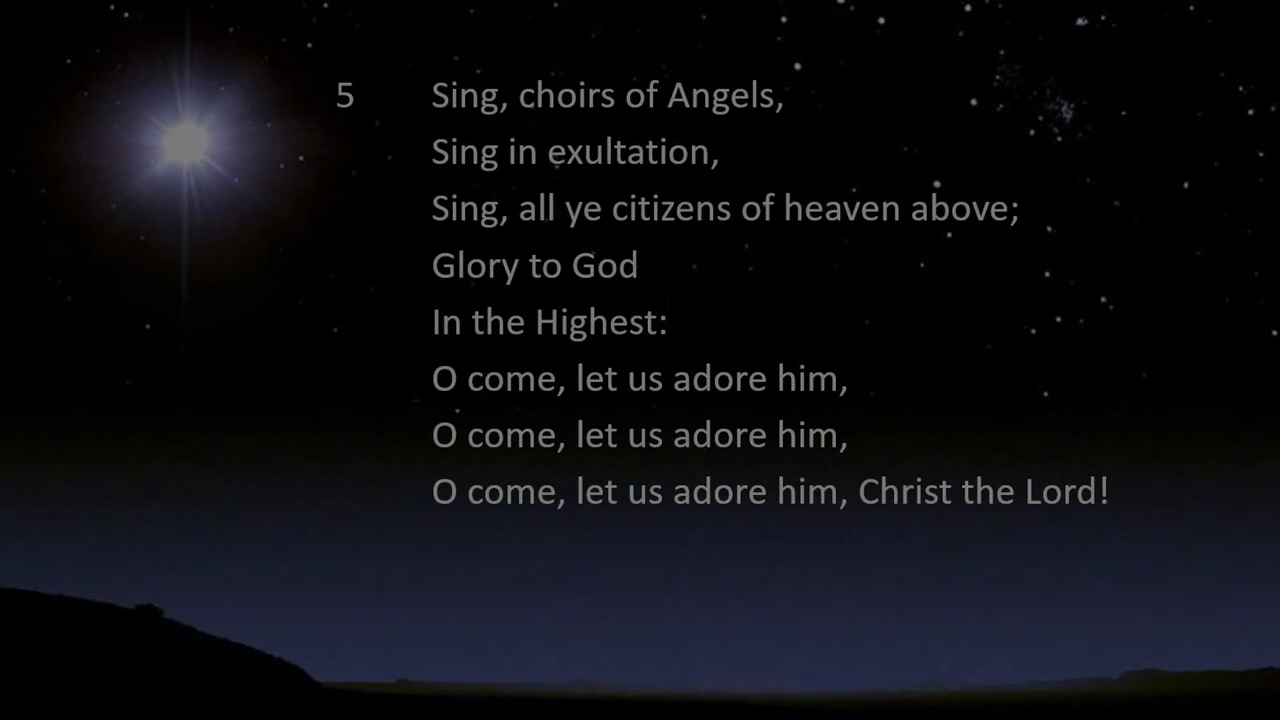 5 Sing, choirs of Angels,
Sing in exultation,
Sing, all ye citizens of heaven above;
Glory to God
In the Highest:
O come, let us adore him,
O come, let us adore him,
O come, let us adore him, Christ the Lord!